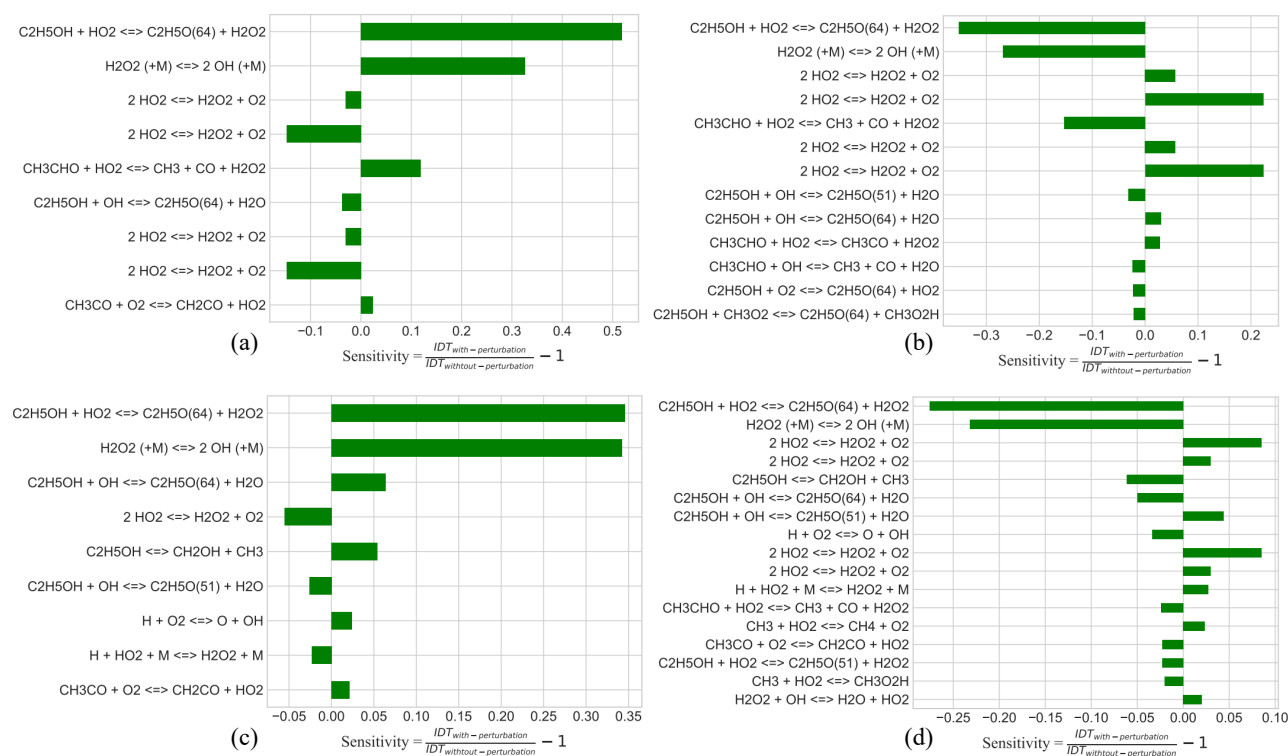 C2H5OH + HO2 <=> C2H5O(64) + H2O2
H2O2 (+M) <=> 2 OH (+M)
2 HO2 <=> H2O2 + O2
2 HO2 <=> H2O2 + O2
CH3CHO + HO2 <=> CH3 + CO + H2O2
C2H5OH + OH <=> C2H5O(64) + H2O
2 HO2 <=> H2O2 + O2
2 HO2 <=> H2O2 + O2
CH3CO + O2 <=> CH2CO + HO2
−0.1 0.0 0.1 0.2 0.3 0.4 0.5
(a)
Sensitivity = IDTwith−perturbation / IDTwithtout−perturbation − 1
C2H5OH + HO2 <=> C2H5O(64) + H2O2
H2O2 (+M) <=> 2 OH (+M)
2 HO2 <=> H2O2 + O2
2 HO2 <=> H2O2 + O2
CH3CHO + HO2 <=> CH3 + CO + H2O2
2 HO2 <=> H2O2 + O2
2 HO2 <=> H2O2 + O2
C2H5OH + OH <=> C2H5O(51) + H2O
C2H5OH + OH <=> C2H5O(64) + H2O
CH3CHO + HO2 <=> CH3CO + H2O2
CH3CHO + OH <=> CH3 + CO + H2O
C2H5OH + O2 <=> C2H5O(64) + HO2
C2H5OH + CH3O2 <=> C2H5O(64) + CH3O2H
−0.3 −0.2 −0.1 0.0 0.1 0.2
(b)
Sensitivity = IDTwith−perturbation / IDTwithtout−perturbation − 1
C2H5OH + HO2 <=> C2H5O(64) + H2O2
H2O2 (+M) <=> 2 OH (+M)
C2H5OH + OH <=> C2H5O(64) + H2O
2 HO2 <=> H2O2 + O2
C2H5OH <=> CH2OH + CH3
C2H5OH + OH <=> C2H5O(51) + H2O
H + O2 <=> O + OH
H + HO2 + M <=> H2O2 + M
CH3CO + O2 <=> CH2CO + HO2
−0.05 0.00 0.05 0.10 0.15 0.20 0.25 0.30 0.35
(c)
Sensitivity = IDTwith−perturbation / IDTwithtout−perturbation − 1
C2H5OH + HO2 <=> C2H5O(64) + H2O2
H2O2 (+M) <=> 2 OH (+M)
2 HO2 <=> H2O2 + O2
2 HO2 <=> H2O2 + O2
C2H5OH <=> CH2OH + CH3
C2H5OH + OH <=> C2H5O(64) + H2O
C2H5OH + OH <=> C2H5O(51) + H2O
H + O2 <=> O + OH
2 HO2 <=> H2O2 + O2
2 HO2 <=> H2O2 + O2
H + HO2 + M <=> H2O2 + M
CH3CHO + HO2 <=> CH3 + CO + H2O2
CH3 + HO2 <=> CH4 + O2
CH3CO + O2 <=> CH2CO + HO2
C2H5OH + HO2 <=> C2H5O(51) + H2O2
CH3 + HO2 <=> CH3O2H
H2O2 + OH <=> H2O + HO2
−0.25 −0.20 −0.15 −0.10 −0.05 0.00 0.05 0.10
(d)
Sensitivity = IDTwith−perturbation / IDTwithtout−perturbation − 1